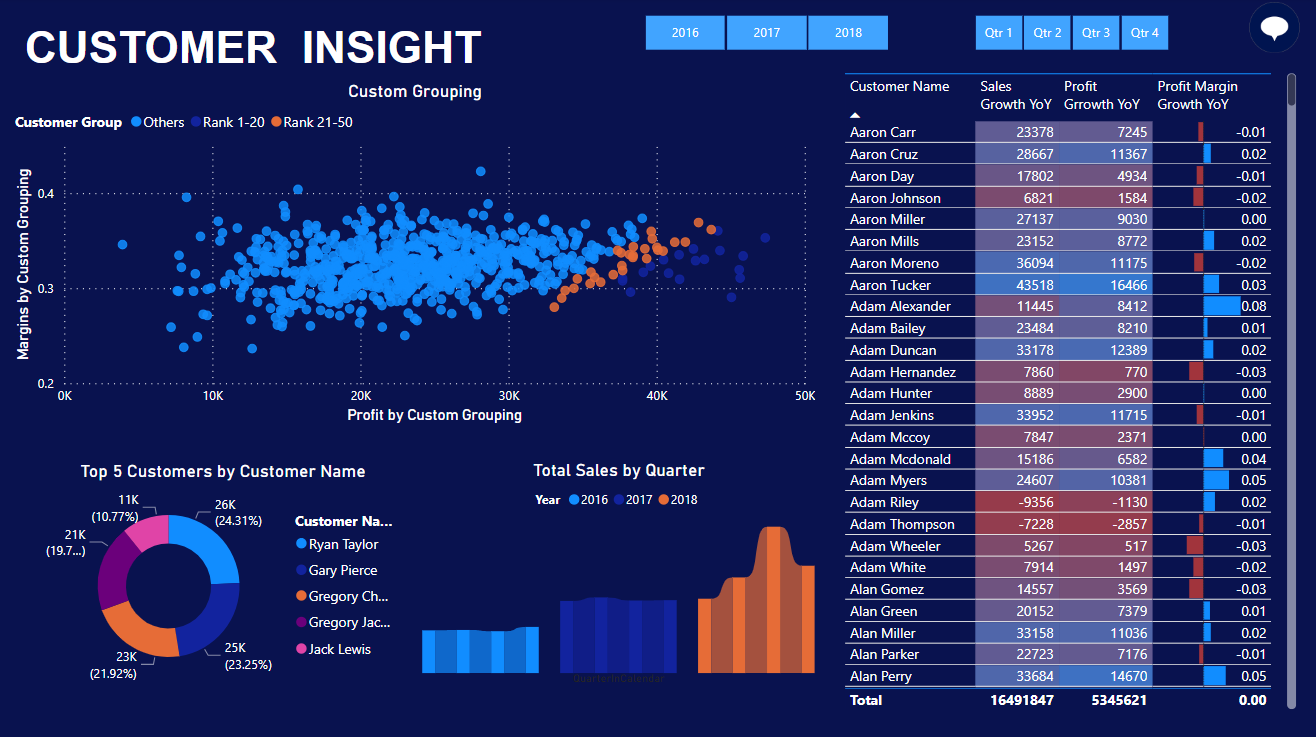 CUSTOMER INSIGHT
2016 2017 2018
Qtr 1 Qtr 2 Qtr 3 Qtr 4
Custom Grouping
Customer Group Others Rank 1-20 Rank 21-50
Margins by Custom Grouping
0.4
0.3
0.2
0K 10K 20K 30K 40K 50K
Profit by Custom Grouping
Top 5 Customers by Customer Name
11K
(10.77%)
26K
(24.31%)
21K
(19.7...)
23K
(21.92%)
25K
(23.25%)
Customer Na...
Ryan Taylor
Gary Pierce
Gregory Ch...
Gregory Jac...
Jack Lewis
Total Sales by Quarter
Year 2016 2017 2018
QuarterInCalendar
Customer Name Sales Profit Profit Margin
Growth YoY Grrowth YoY Growth YoY
Aaron Carr 23378 7245 -0.01
Aaron Cruz 28667 11367 0.02
Aaron Day 17802 4934 -0.01
Aaron Johnson 6821 1584 -0.02
Aaron Miller 27137 9030 0.00
Aaron Mills 23152 8772 0.02
Aaron Moreno 36094 11175 -0.02
Aaron Tucker 43518 16466 0.03
Adam Alexander 11445 8412 0.08
Adam Bailey 23484 8210 0.01
Adam Duncan 33178 12389 0.02
Adam Hernandez 7860 770 -0.03
Adam Hunter 8889 2900 0.00
Adam Jenkins 33952 11715 -0.01
Adam Mccoy 7847 2371 0.00
Adam Mcdonald 15186 6582 0.04
Adam Myers 24607 10381 0.05
Adam Riley -9356 -1130 0.02
Adam Thompson -7228 -2857 -0.01
Adam Wheeler 5267 517 -0.03
Adam White 7914 1497 -0.02
Alan Gomez 14557 3569 -0.03
Alan Green 20152 7379 0.01
Alan Miller 33158 11036 0.02
Alan Parker 22723 7176 -0.01
Alan Perry 33684 14670 0.05
Total 16491847 5345621 0.00